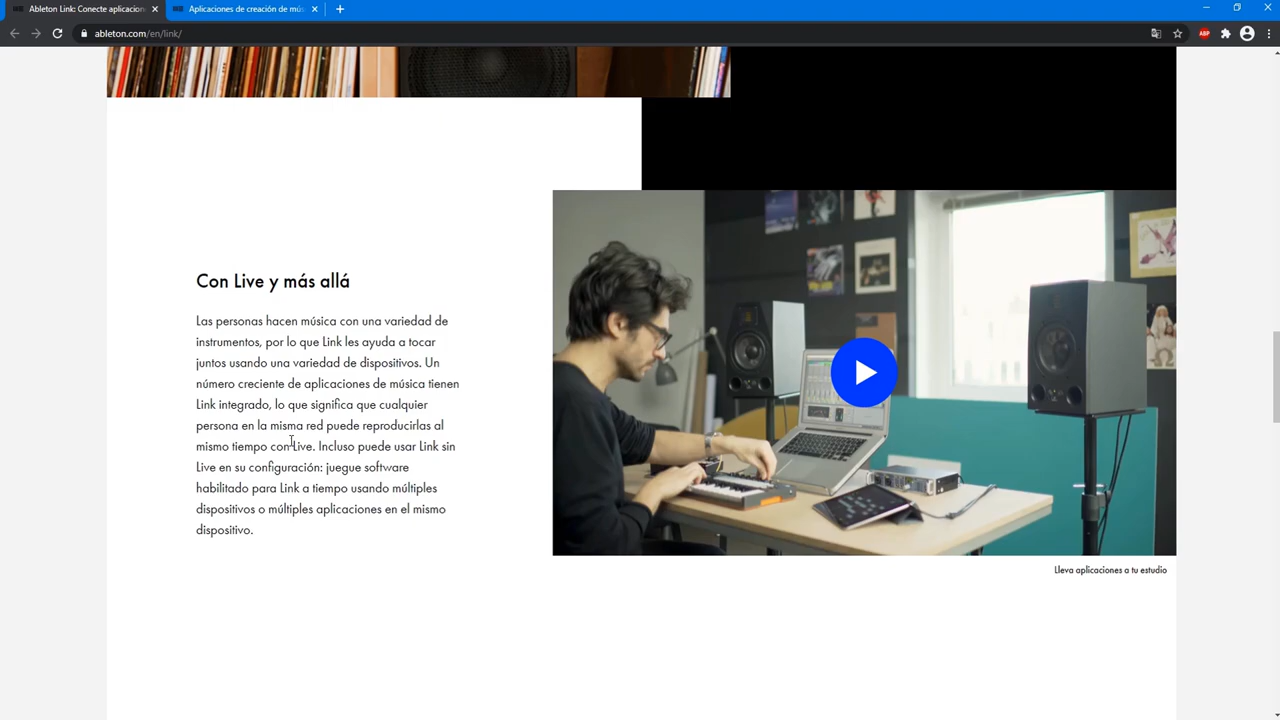 Ableton Link: Conecte aplicacion
Aplicaciones de creación de mús
ableton.com/en/link/
ABP
Con Live y más allá
Las personas hacen música con una variedad de
instrumentos, por lo que Link les ayuda a tocar
juntos usando una variedad de dispositivos. Un
número creciente de aplicaciones de música tienen
Link integrado, lo que significa que cualquier
persona en la misma red puede reproducirlas al
mismo tiempo con Live. Incluso puede usar Link sin
Live en su configuración: juegue software
habilitado para Link a tiempo usando múltiples
dispositivos o múltiples aplicaciones en el mismo
dispositivo.
Lleva aplicaciones a tu estudio